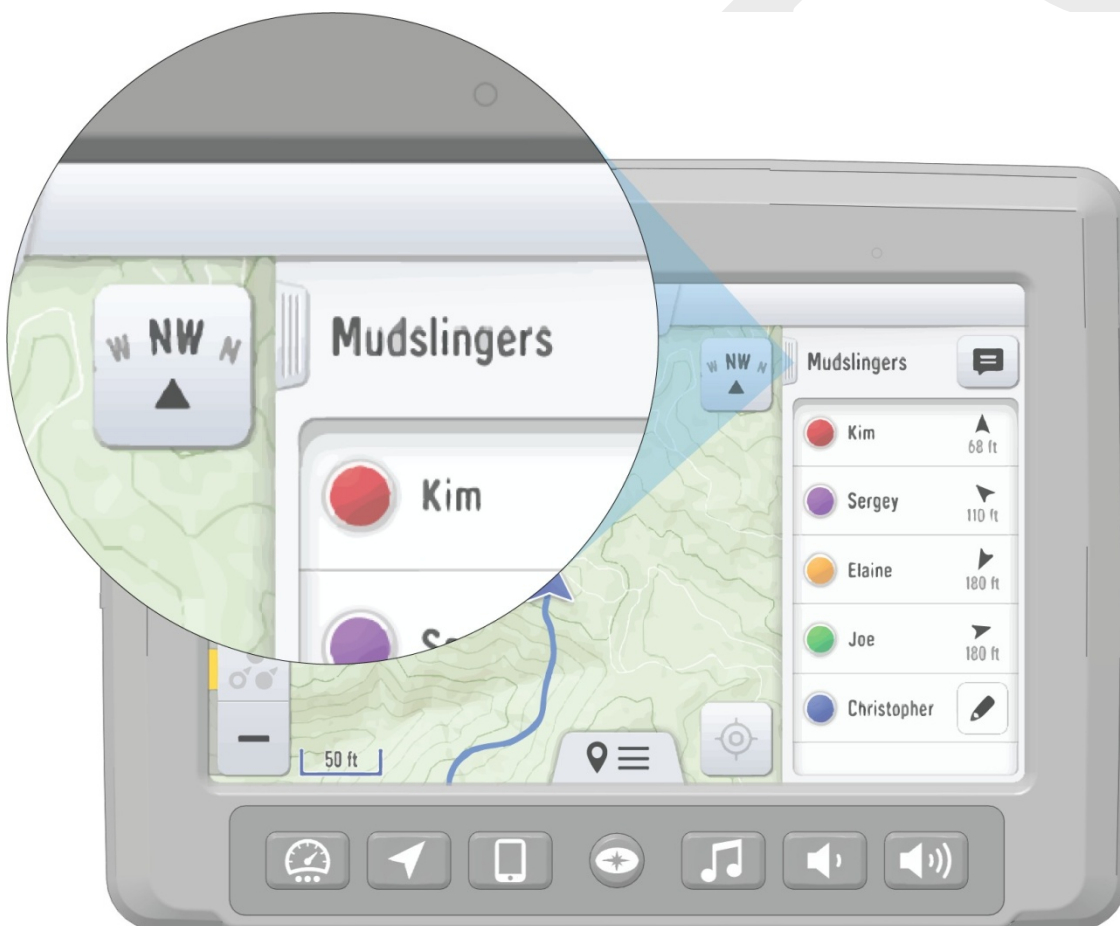 W NW N
Mudslingers
Kim
W NW N
Mudslingers
Kim
68 ft
Sergey
110 ft
Elaine
180 ft
Joe
180 ft
Christopher
50 ft